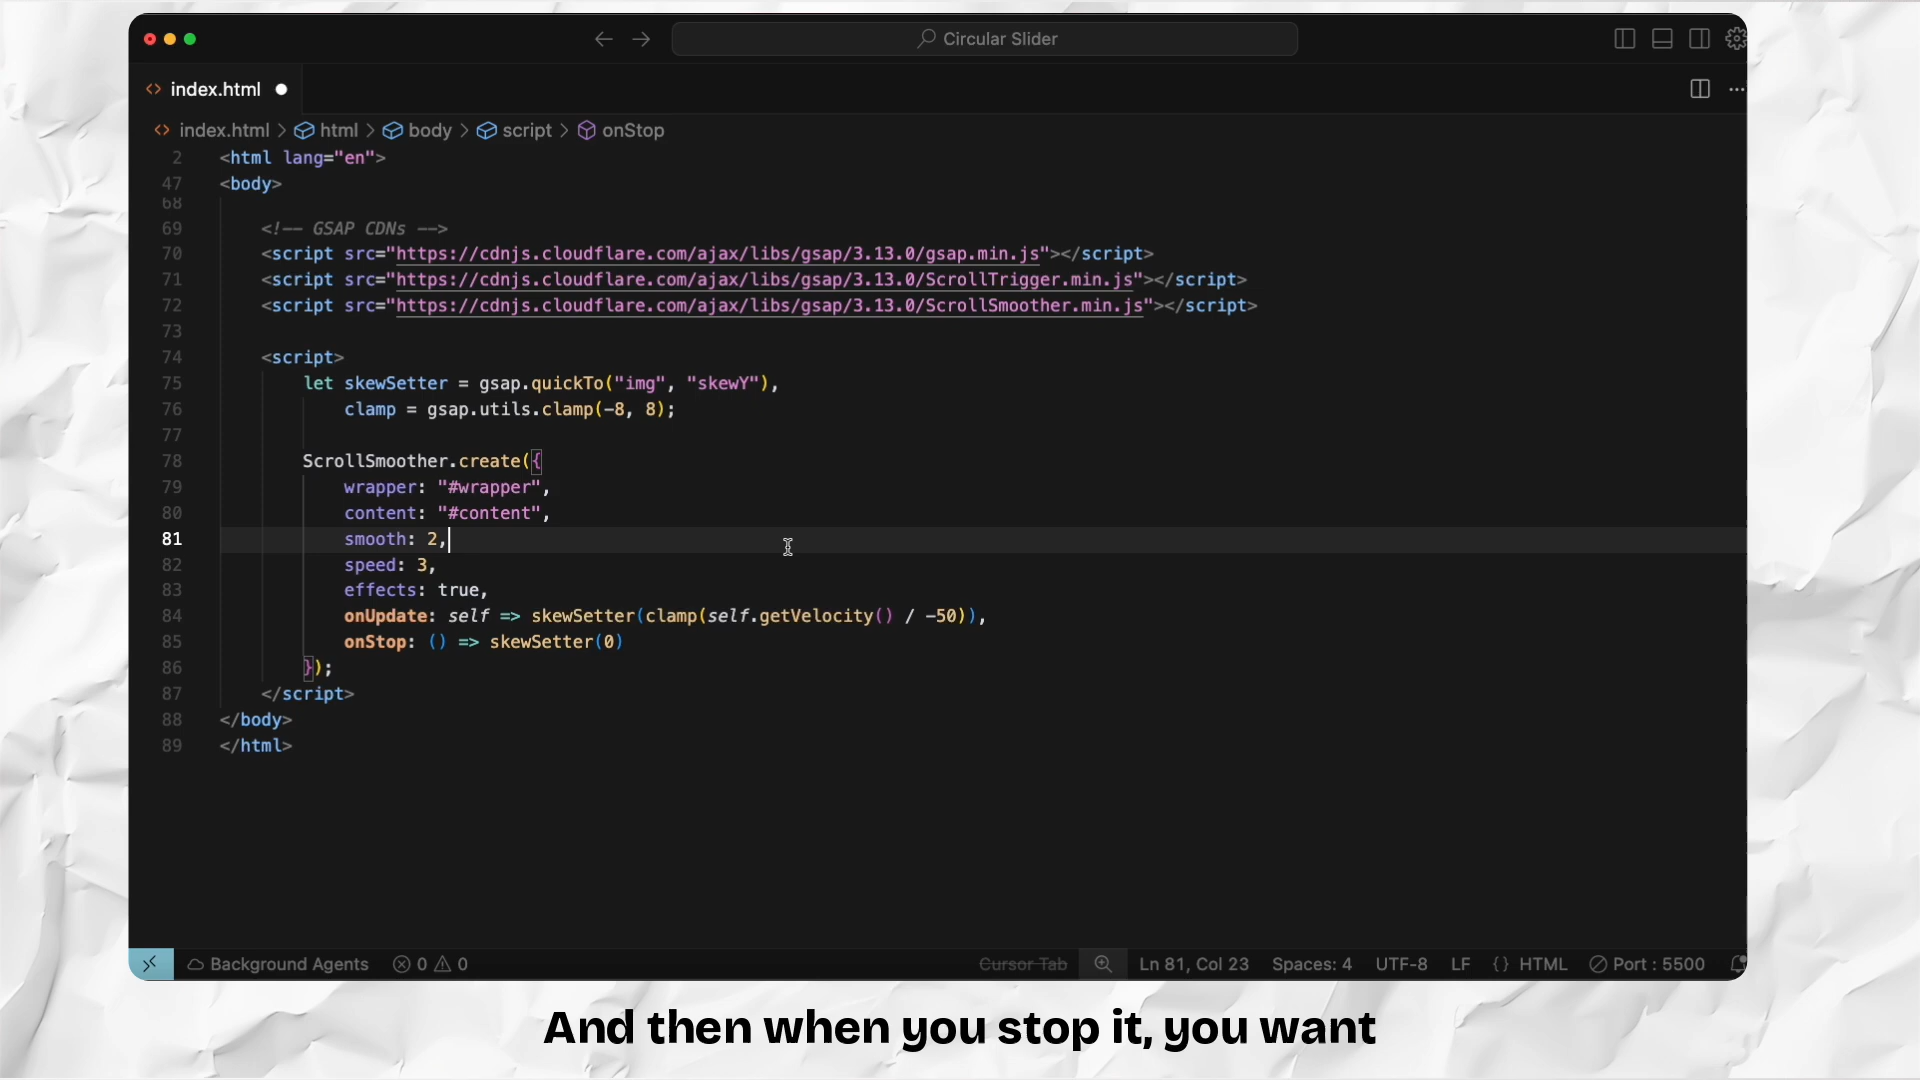 Circular Slider
index.html
index.html > html > body > script > onStop
2 <html lang="en">
47 <body>
68
69 <!-- GSAP CDNs -->
70 <script src="https://cdnjs.cloudflare.com/ajax/libs/gsap/3.13.0/gsap.min.js"></script>
71 <script src="https://cdnjs.cloudflare.com/ajax/libs/gsap/3.13.0/ScrollTrigger.min.js"></script>
72 <script src="https://cdnjs.cloudflare.com/ajax/libs/gsap/3.13.0/ScrollSmoother.min.js"></script>
73
74 <script>
75 let skewSetter = gsap.quickTo("img", "skewY"),
76 clamp = gsap.utils.clamp(-8, 8);
77
78 ScrollSmoother.create({
79 wrapper: "#wrapper",
80 content: "#content",
81 smooth: 2,
82 speed: 3,
83 effects: true,
84 onUpdate: self => skewSetter(clamp(self.getVelocity() / -50)),
85 onStop: () => skewSetter(0)
86 });
87 </script>
88 </body>
89 </html>
Background Agents 0 0 Cursor Tab Ln 81, Col 23 Spaces: 4 UTF-8 LF {} HTML Port : 5500
And then when you stop it, you want